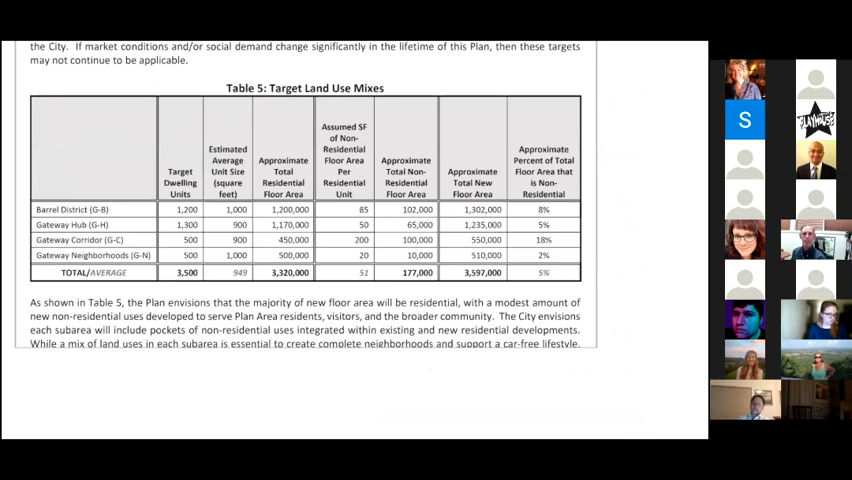 the City. If market conditions and/or social demand change significantly in the lifetime of this Plan, then these targets
may not continue to be applicable.
Table 5: Target Land Use Mixes
Target Dwelling Units | Estimated Average Unit Size (square feet) | Approximate Total Residential Floor Area | Assumed SF of Non-Residential Floor Area Per Residential Unit | Approximate Total Non-Residential Floor Area | Approximate Total New Floor Area | Approximate Percent of Total Floor Area that is Non-Residential
Barrel District (G-B) 1,200 1,000 1,200,000 85 102,000 1,302,000 8%
Gateway Hub (G-H) 1,300 900 1,170,000 50 65,000 1,235,000 5%
Gateway Corridor (G-C) 500 900 450,000 200 100,000 550,000 18%
Gateway Neighborhoods (G-N) 500 1,000 500,000 20 10,000 510,000 2%
TOTAL/AVERAGE 3,500 949 3,320,000 51 177,000 3,597,000 5%
As shown in Table 5, the Plan envisions that the majority of new floor area will be residential, with a modest amount of
new non-residential uses developed to serve Plan Area residents, visitors, and the broader community. The City envisions
each subarea will include pockets of non-residential uses integrated within existing and new residential developments.
While a mix of land uses in each subarea is essential to create complete neighborhoods and support a car-free lifestyle.
S
PLAYHOUSE